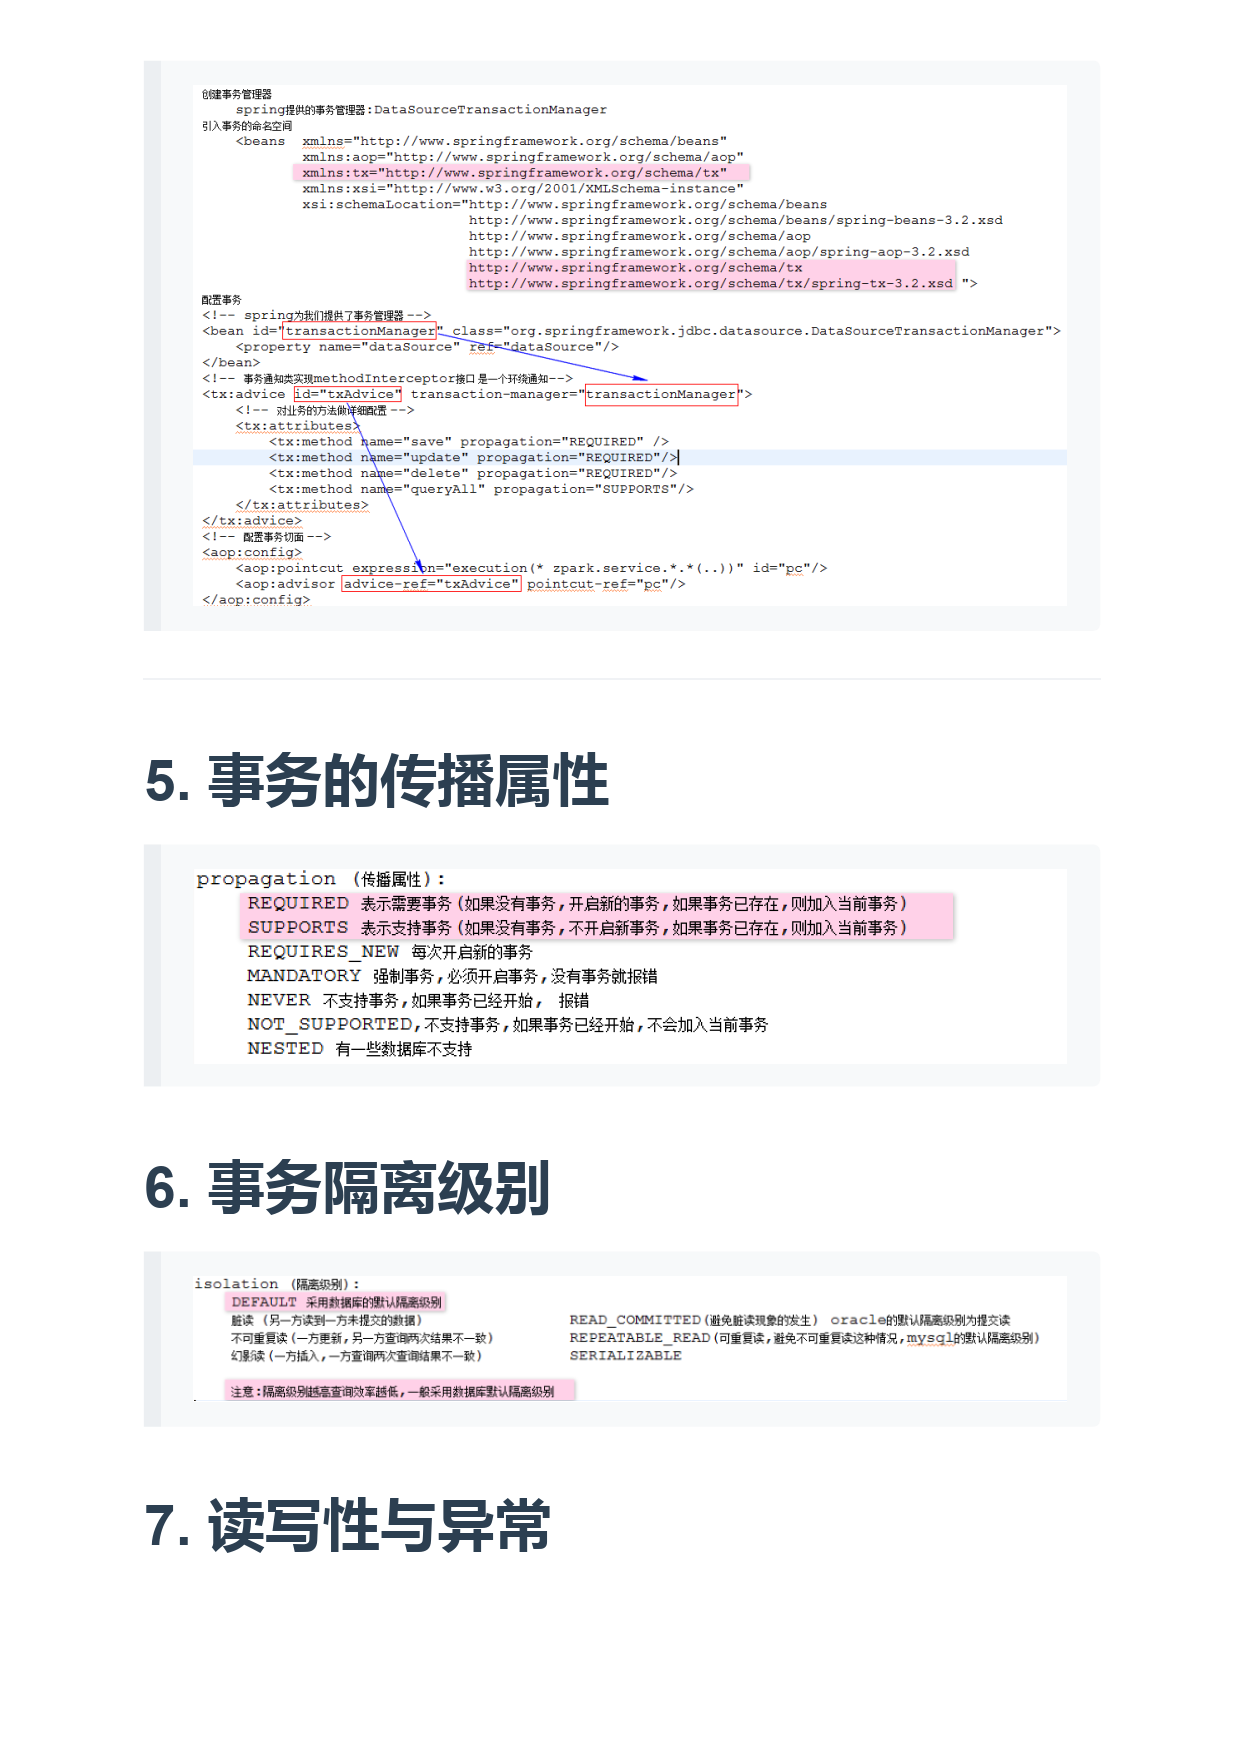 创建事务管理器
spring提供的事务管理器:DataSourceTransactionManager
引入事务的命名空间
<beans  xmlns="http://www.springframework.org/schema/beans"
xmlns:aop="http://www.springframework.org/schema/aop"
xmlns:tx="http://www.springframework.org/schema/tx"
xmlns:xsi="http://www.w3.org/2001/XMLSchema-instance"
xsi:schemaLocation="http://www.springframework.org/schema/beans
http://www.springframework.org/schema/beans/spring-beans-3.2.xsd
http://www.springframework.org/schema/aop
http://www.springframework.org/schema/aop/spring-aop-3.2.xsd
http://www.springframework.org/schema/tx
http://www.springframework.org/schema/tx/spring-tx-3.2.xsd ">
配置事务
<!-- spring为我们提供了事务管理器 -->
<bean id="transactionManager" class="org.springframework.jdbc.datasource.DataSourceTransactionManager">
<property name="dataSource" ref="dataSource"/>
</bean>
<!-- 事务通知类实现methodInterceptor接口 是一个环绕通知-->
<tx:advice id="txAdvice" transaction-manager="transactionManager">
<!-- 对业务的方法做详细配置 -->
<tx:attributes>
<tx:method name="save" propagation="REQUIRED" />
<tx:method name="update" propagation="REQUIRED"/>
<tx:method name="delete" propagation="REQUIRED"/>
<tx:method name="queryAll" propagation="SUPPORTS"/>
</tx:attributes>
</tx:advice>
<!-- 配置事务切面 -->
<aop:config>
<aop:pointcut expression="execution(* zpark.service.*.*(..))" id="pc"/>
<aop:advisor advice-ref="txAdvice" pointcut-ref="pc"/>
</aop:config>
5. 事务的传播属性
propagation (传播属性):
REQUIRED 表示需要事务(如果没有事务,开启新的事务,如果事务已存在,则加入当前事务)
SUPPORTS 表示支持事务(如果没有事务,不开启新事务,如果事务已存在,则加入当前事务)
REQUIRES_NEW 每次开启新的事务
MANDATORY 强制事务,必须开启事务,没有事务就报错
NEVER 不支持事务,如果事务已经开始, 报错
NOT_SUPPORTED,不支持事务,如果事务已经开始,不会加入当前事务
NESTED 有一些数据库不支持
6. 事务隔离级别
isolation (隔离级别):
DEFAULT 采用数据库的默认隔离级别
脏读 (另一方读到一方未提交的数据) READ_COMMITTED(避免脏读现象的发生) oracle的默认隔离级别为提交读
不可重复读(一方更新,另一方查询两次结果不一致) REPEATABLE_READ(可重复读,避免不可重复读这种情况,mysql的默认隔离级别)
幻影读(一方插入,一方查询两次查询结果不一致) SERIALIZABLE
注意:隔离级别越高查询效率越低,一般采用数据库默认隔离级别
7. 读写性与异常